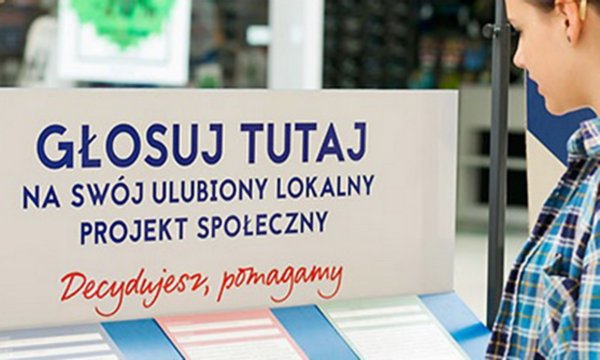 GŁOSUJ TUTAJ
NA SWÓJ ULUBIONY LOKALNY
PROJEKT SPOŁECZNY
Decydujesz, pomagamy